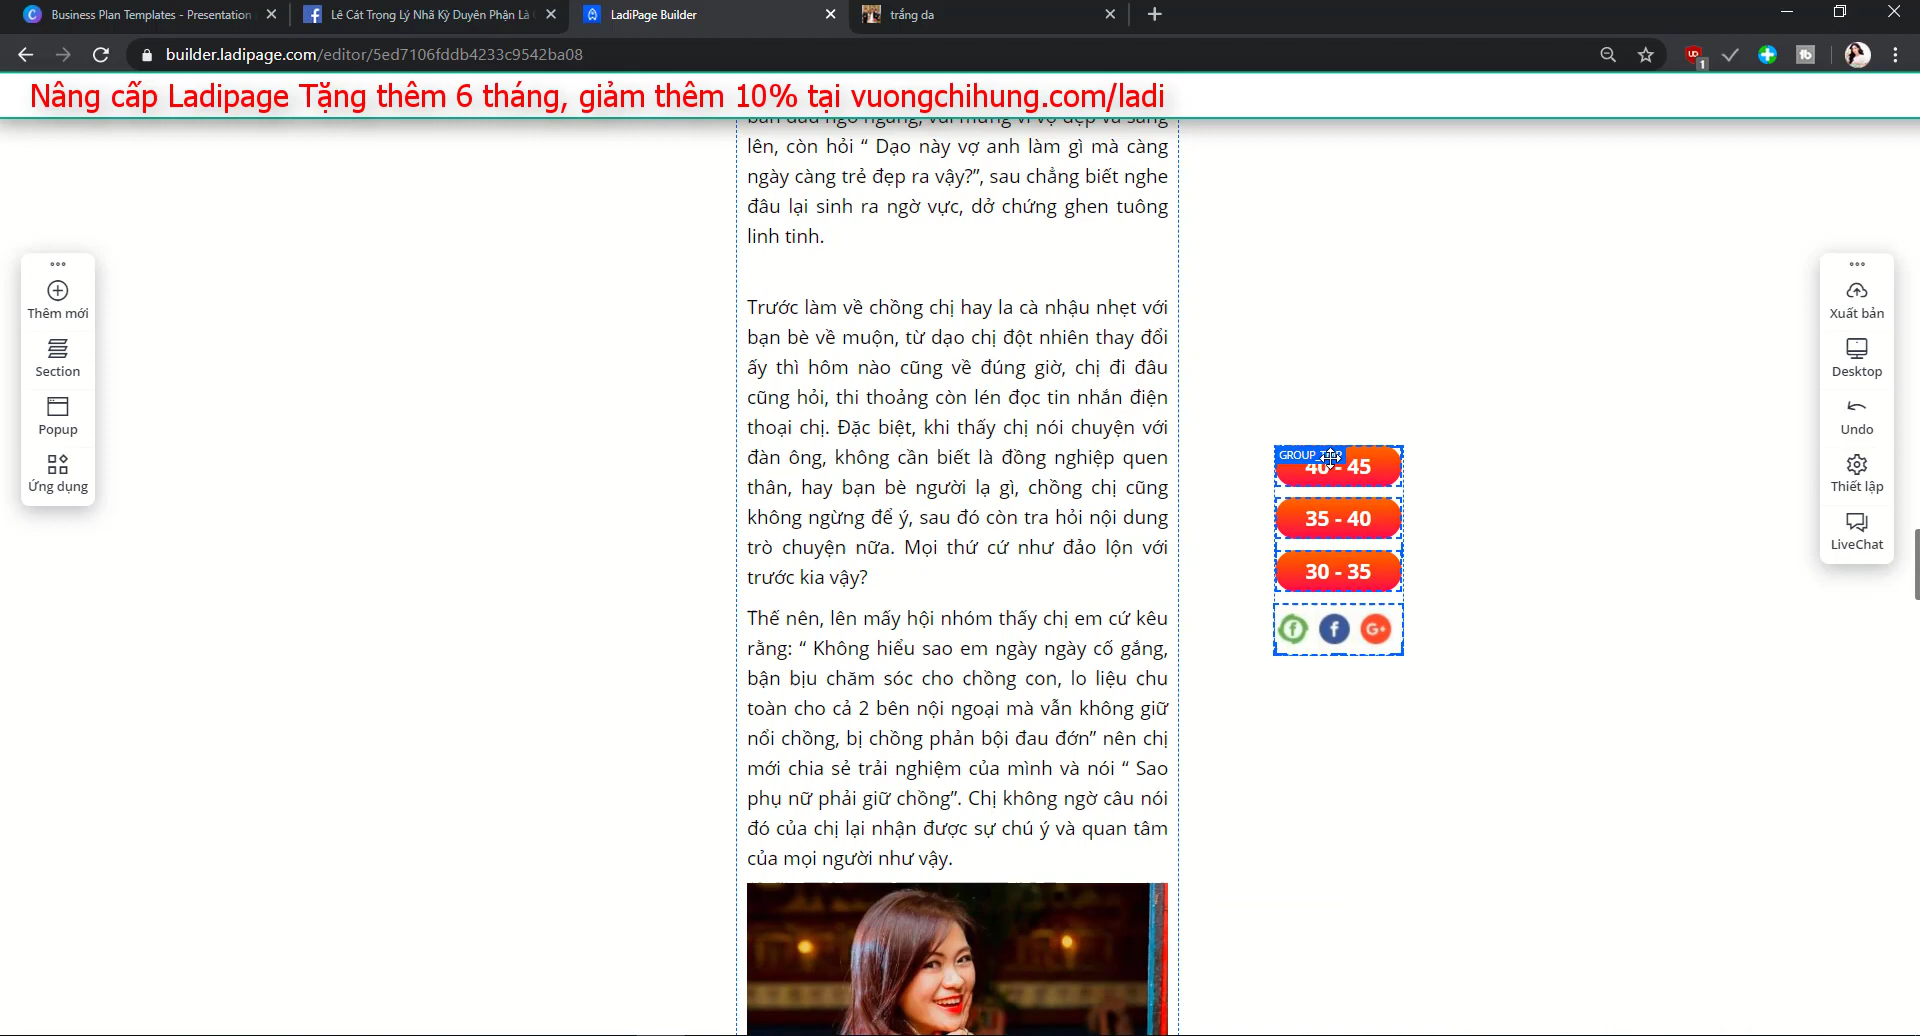 Business Plan Templates - Presentation
Lê Cát Trọng Lý Nhã Kỳ Duyên Phận Là
LadiPage Builder
trắng da
builder.ladipage.com/editor/5ed7106fddb4233c9542ba08
Nâng cấp Ladipage Tặng thêm 6 tháng, giảm thêm 10% tại vuongchihung.com/ladi
lên, còn hỏi “ Dạo này vợ anh làm gì mà càng
ngày càng trẻ đẹp ra vậy?”, sau chẳng biết nghe
đâu lại sinh ra ngờ vực, dở chứng ghen tuông
linh tinh.
Trước làm về chồng chị hay la cà nhậu nhẹt với
bạn bè về muộn, từ dạo chị đột nhiên thay đổi
ấy thì hôm nào cũng về đúng giờ, chị đi đâu
cũng hỏi, thi thoảng còn lén đọc tin nhắn điện
thoại chị. Đặc biệt, khi thấy chị nói chuyện với
đàn ông, không cần biết là đồng nghiệp quen
thân, hay bạn bè người lạ gì, chồng chị cũng
không ngừng để ý, sau đó còn tra hỏi nội dung
trò chuyện nữa. Mọi thứ cứ như đảo lộn với
trước kia vậy?
Thế nên, lên mấy hội nhóm thấy chị em cứ kêu
rằng: “ Không hiểu sao em ngày ngày cố gắng,
bận bịu chăm sóc cho chồng con, lo liệu chu
toàn cho cả 2 bên nội ngoại mà vẫn không giữ
nổi chồng, bị chồng phản bội đau đớn” nên chị
mới chia sẻ trải nghiệm của mình và nói “ Sao
phụ nữ phải giữ chồng”. Chị không ngờ câu nói
đó của chị lại nhận được sự chú ý và quan tâm
của mọi người như vậy.
Thêm mới
Section
Popup
Ứng dụng
40 - 45
35 - 40
30 - 35
Xuất bản
Desktop
Undo
Thiết lập
LiveChat